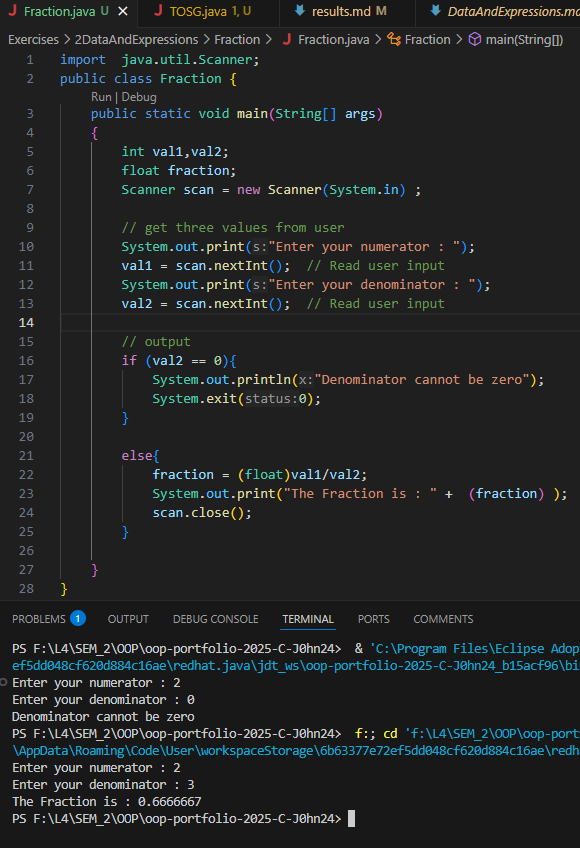 Fraction.java U
TOSG.java 1, U
results.md M
DataAndExpressions.md
Exercises > 2DataAndExpressions > Fraction > Fraction.java > Fraction > main(String[])
1 import  java.util.Scanner;
2 public class Fraction {
Run | Debug
3 public static void main(String[] args)
4 {
5 int val1,val2;
6 float fraction;
7 Scanner scan = new Scanner(System.in) ;
8
9 // get three values from user
10 System.out.print(s:"Enter your numerator : ");
11 val1 = scan.nextInt();  // Read user input
12 System.out.print(s:"Enter your denominator : ");
13 val2 = scan.nextInt();  // Read user input
14
15 // output
16 if (val2 == 0){
17 System.out.println(x:"Denominator cannot be zero");
18 System.exit(status:0);
19 }
20
21 else{
22 fraction = (float)val1/val2;
23 System.out.print("The Fraction is : " +  (fraction) );
24 scan.close();
25 }
26
27 }
28 }
PROBLEMS 1 OUTPUT DEBUG CONSOLE TERMINAL PORTS COMMENTS
PS F:\L4\SEM_2\OOP\oop-portfolio-2025-C-J0hn24>  & 'C:\Program Files\Eclipse Adop
ef5dd048cf620d884c16ae\redhat.java\jdt_ws\oop-portfolio-2025-C-J0hn24_b15acf96\bi
Enter your numerator : 2
Enter your denominator : 0
Denominator cannot be zero
PS F:\L4\SEM_2\OOP\oop-portfolio-2025-C-J0hn24>  f:; cd 'f:\L4\SEM_2\OOP\oop-port
\AppData\Roaming\Code\User\workspaceStorage\6b63377e72ef5dd048cf620d884c16ae\redh
Enter your numerator : 2
Enter your denominator : 3
The Fraction is : 0.6666667
PS F:\L4\SEM_2\OOP\oop-portfolio-2025-C-J0hn24>